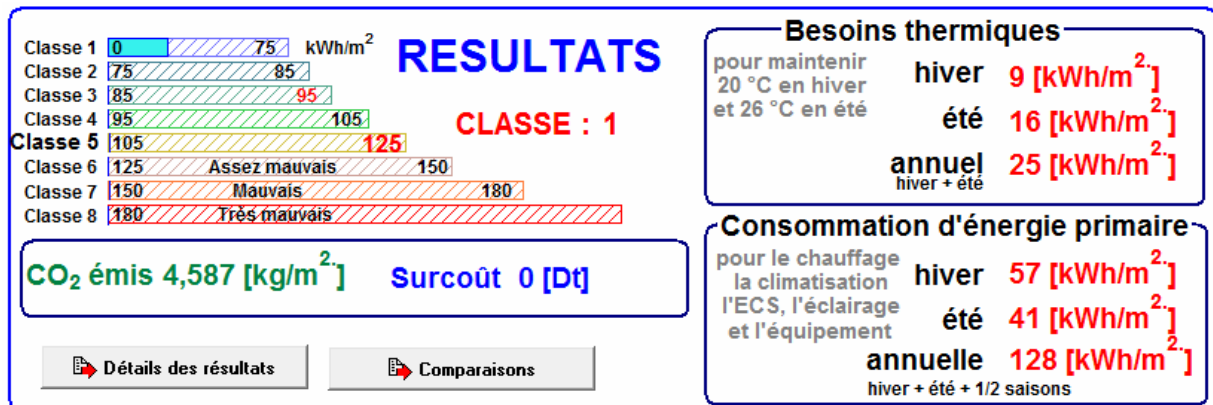 Classe 1 0 75 kWh/m²
Classe 2 75 85
Classe 3 85 95
Classe 4 95 105
Classe 5 105 125
Classe 6 125 Assez mauvais 150
Classe 7 150 Mauvais 180
Classe 8 180 Très mauvais
RESULTATS
CLASSE : 1
CO₂ émis 4,587 [kg/m².] Surcoût 0 [Dt]
Détails des résultats
Comparaisons
Besoins thermiques
pour maintenir
20 °C en hiver
et 26 °C en été
hiver 9 [kWh/m².]
été 16 [kWh/m².]
annuel 25 [kWh/m².]
hiver + été
Consommation d'énergie primaire
pour le chauffage
la climatisation
l'ECS, l'éclairage
et l'équipement
hiver 57 [kWh/m².]
été 41 [kWh/m².]
annuelle 128 [kWh/m².]
hiver + été + 1/2 saisons